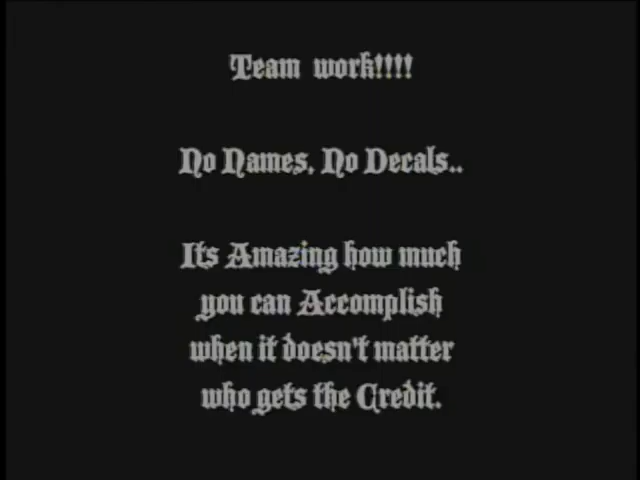 Team work!!!!
No Names, No Decals..
Its Amazing how much
you can Accomplish
when it doesn't matter
who gets the Credit.